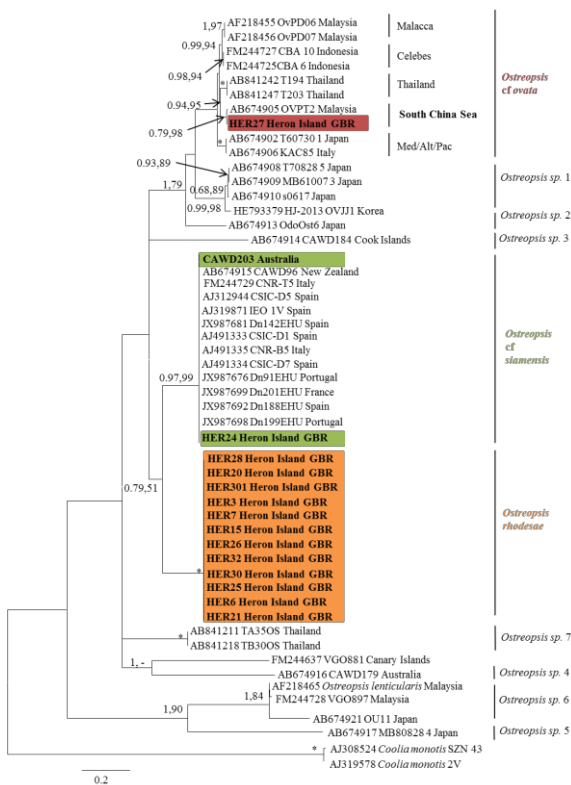 1,97
AF218455 OvPD06 Malaysia
AF218456 OvPD07 Malaysia
Malacca
0.99,94
FM244727 CBA 10 Indonesia
FM244725 CBA 6 Indonesia
Celebes
0.98,94
* AB841242 T194 Thailand
AB841247 T203 Thailand
Thailand
Ostreopsis
cf ovata
0.94,95
AB674905 OVPT2 Malaysia
HER27 Heron Island GBR
South China Sea
0.79,98
* AB674902 T60730 1 Japan
AB674906 KAC85 Italy
Med/Alt/Pac
0.93,89
AB674908 T70828 5 Japan
AB674909 MB61007 3 Japan
AB674910 s0617 Japan
Ostreopsis sp. 1
1,79
0.68,89
0.99,98
HE793379 HJ-2013 OVJJ1 Korea
AB674913 OdoOst6 Japan
Ostreopsis sp. 2
AB674914 CAWD184 Cook Islands
Ostreopsis sp. 3
CAWD203 Australia
AB674915 CAWD96 New Zealand
FM244729 CNR-T5 Italy
AJ312944 CSIC-D5 Spain
AJ319871 IEO 1V Spain
JX987681 Dn142EHU Spain
AJ491333 CSIC-D1 Spain
AJ491335 CNR-B5 Italy
AJ491334 CSIC-D7 Spain
JX987676 Dn91EHU Portugal
JX987699 Dn201EHU France
JX987692 Dn188EHU Spain
JX987698 Dn199EHU Portugal
HER24 Heron Island GBR
Ostreopsis
cf
siamensis
0.97,99
HER28 Heron Island GBR
HER20 Heron Island GBR
HER301 Heron Island GBR
HER3 Heron Island GBR
HER7 Heron Island GBR
HER15 Heron Island GBR
HER26 Heron Island GBR
HER32 Heron Island GBR
* HER30 Heron Island GBR
HER25 Heron Island GBR
HER6 Heron Island GBR
HER21 Heron Island GBR
Ostreopsis
rhodesae
0.79,51
* AB841211 TA35OS Thailand
AB841218 TB30OS Thailand
Ostreopsis sp. 7
1, -
FM244637 VGO881 Canary Islands
AB674916 CAWD179 Australia
Ostreopsis sp. 4
1,84
AF218465 Ostreopsis lenticularis Malaysia
FM244728 VGO897 Malaysia
AB674921 OU11 Japan
Ostreopsis sp. 6
1,90
AB674917 MB80828 4 Japan
Ostreopsis sp. 5
* AJ308524 Coolia monotis SZN 43
AJ319578 Coolia monotis 2V
0.2